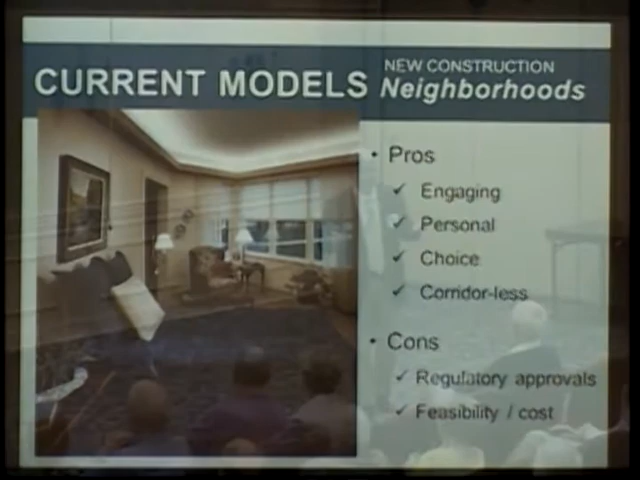 CURRENT MODELS
NEW CONSTRUCTION
Neighborhoods
• Pros
✓ Engaging
✓ Personal
✓ Choice
✓ Corridor-less
• Cons
✓ Regulatory approvals
✓ Feasibility / cost